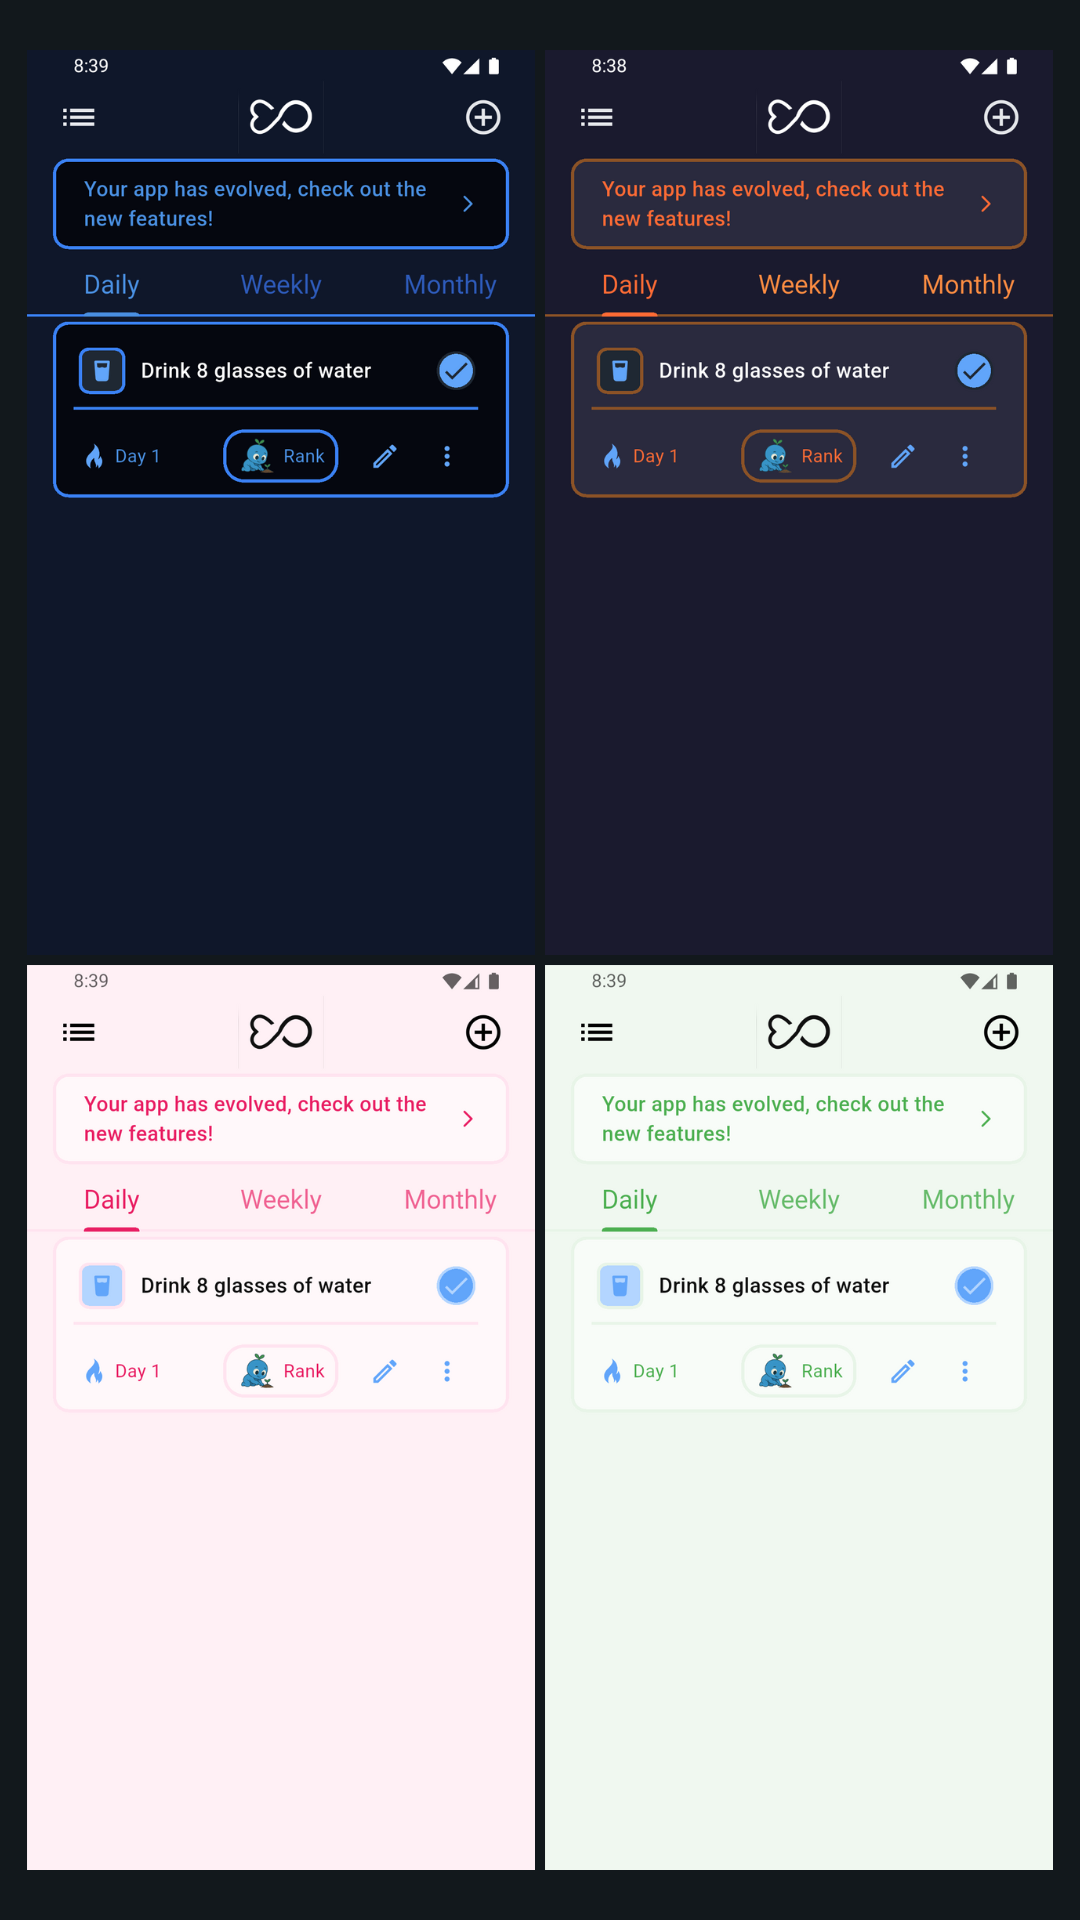 8:39
Your app has evolved, check out the
new features!
Daily Weekly Monthly
Drink 8 glasses of water
Day 1 Rank
8:38
Your app has evolved, check out the
new features!
Daily Weekly Monthly
Drink 8 glasses of water
Day 1 Rank
8:39
Your app has evolved, check out the
new features!
Daily Weekly Monthly
Drink 8 glasses of water
Day 1 Rank
8:39
Your app has evolved, check out the
new features!
Daily Weekly Monthly
Drink 8 glasses of water
Day 1 Rank